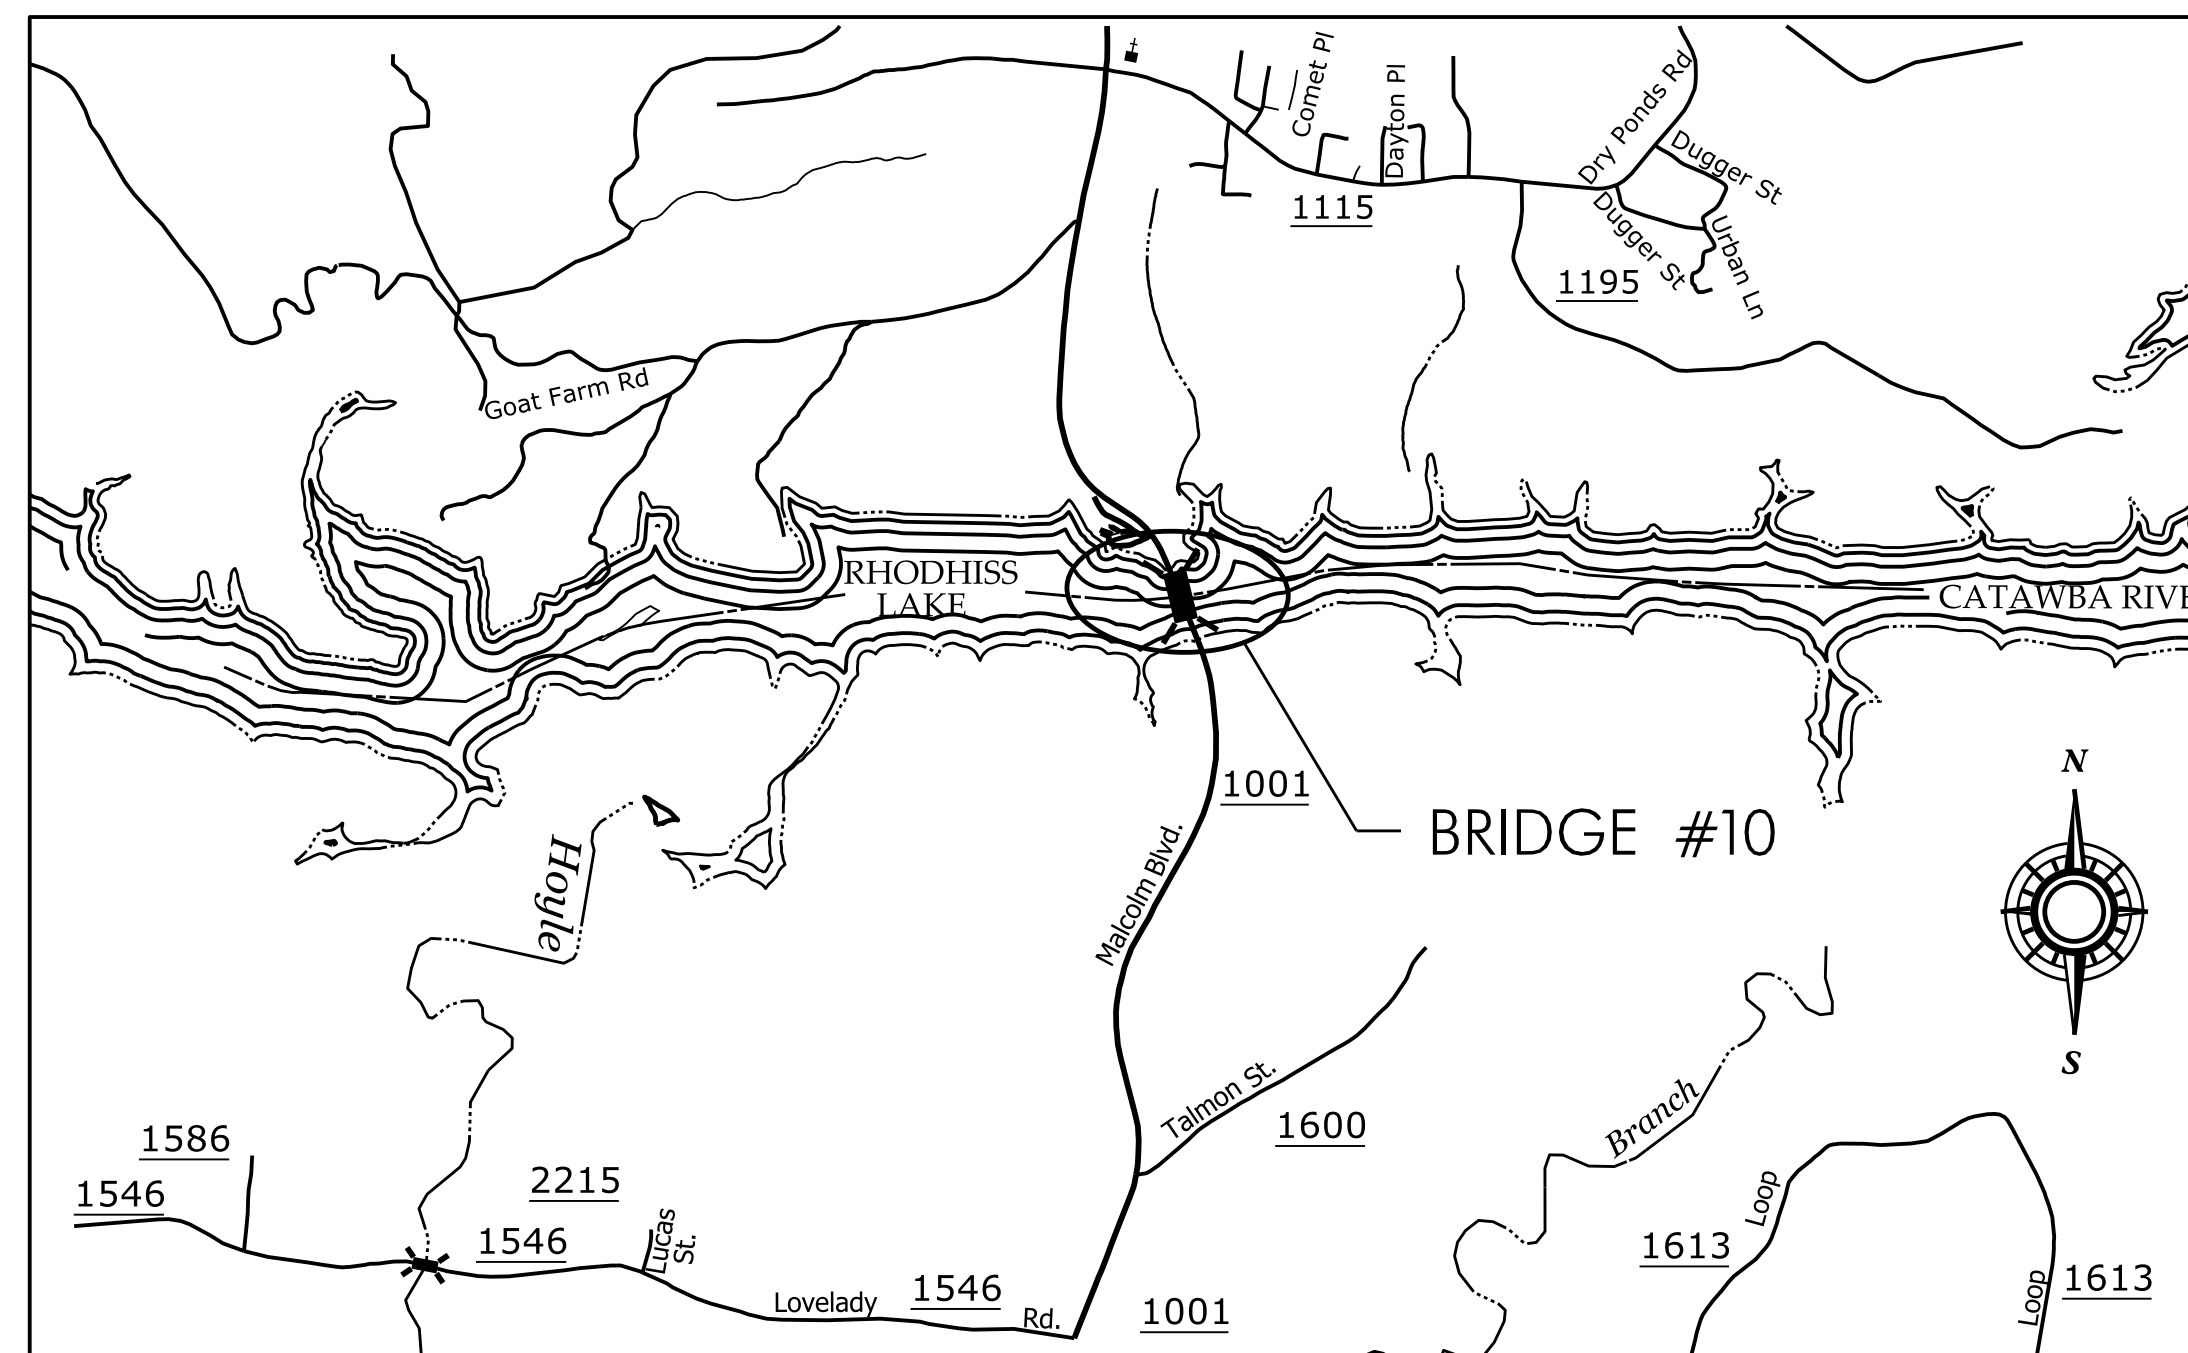 Comet Pl
Dayton Pl
Dry Ponds Rd
Dugger St
1115
Dugger St
Urban Ln
1195
Goat Farm Rd
RHODHISS
LAKE
CATAWBA RIVE
N
1001
BRIDGE #10
Malcolm Blvd.
Hoyle
S
Talmon St.
1600
Branch
1586
1546
2215
1546
Lucas
St.
Loop
1613
Loop
1613
Lovelady
1546
Rd.
1001